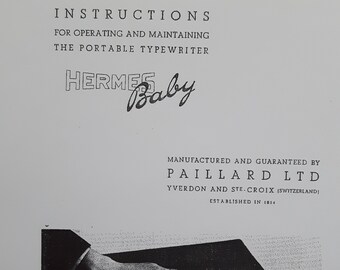 INSTRUCTIONS
FOR OPERATING AND MAINTAINING
THE PORTABLE TYPEWRITER
HERMES
Baby
MANUFACTURED AND GUARANTEED BY
PAILLARD LTD
YVERDON AND STE. CROIX (SWITZERLAND)
ESTABLISHED IN 1814